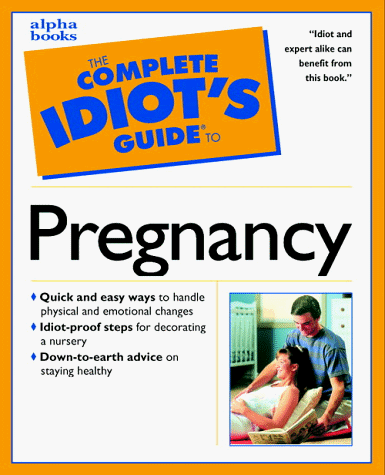 alpha
books
"Idiot and
expert alike can
benefit from
this book."
THE
COMPLETE
IDIOT'S
GUIDE® TO
Pregnancy
♦ Quick and easy ways to handle
physical and emotional changes
♦ Idiot-proof steps for decorating
a nursery
♦ Down-to-earth advice on
staying healthy